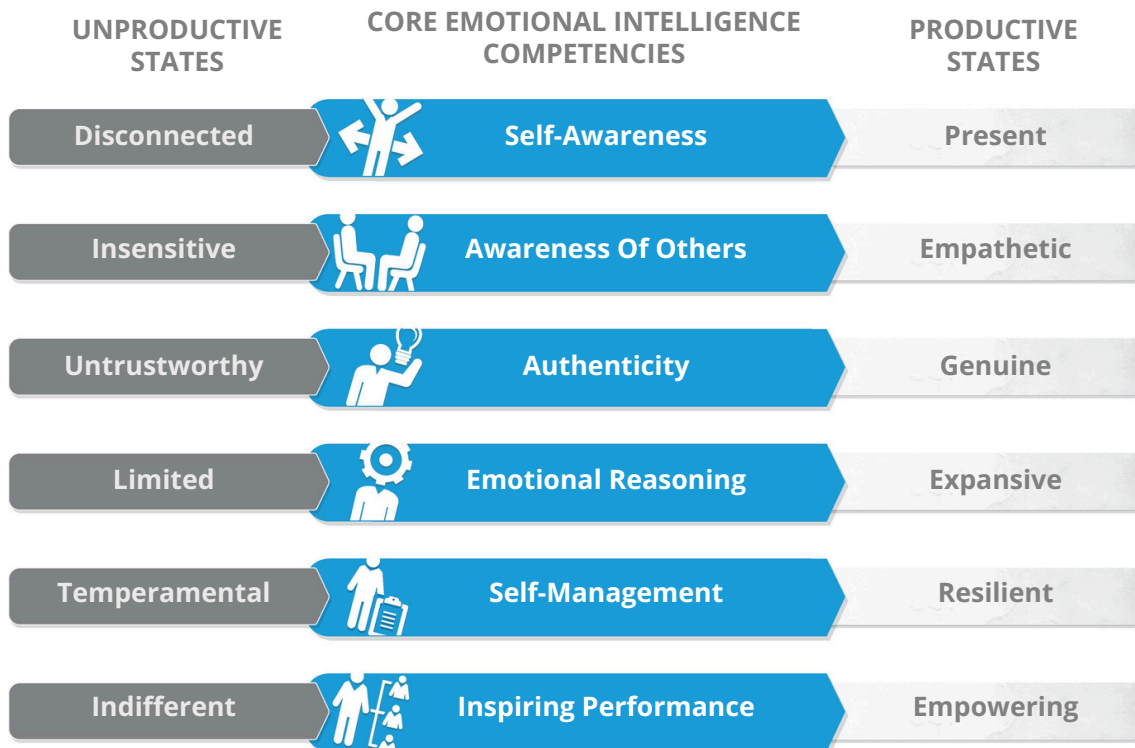 UNPRODUCTIVE
STATES
CORE EMOTIONAL INTELLIGENCE
COMPETENCIES
PRODUCTIVE
STATES
Disconnected
Self-Awareness
Present
Insensitive
Awareness Of Others
Empathetic
Untrustworthy
Authenticity
Genuine
Limited
Emotional Reasoning
Expansive
Temperamental
Self-Management
Resilient
Indifferent
Inspiring Performance
Empowering